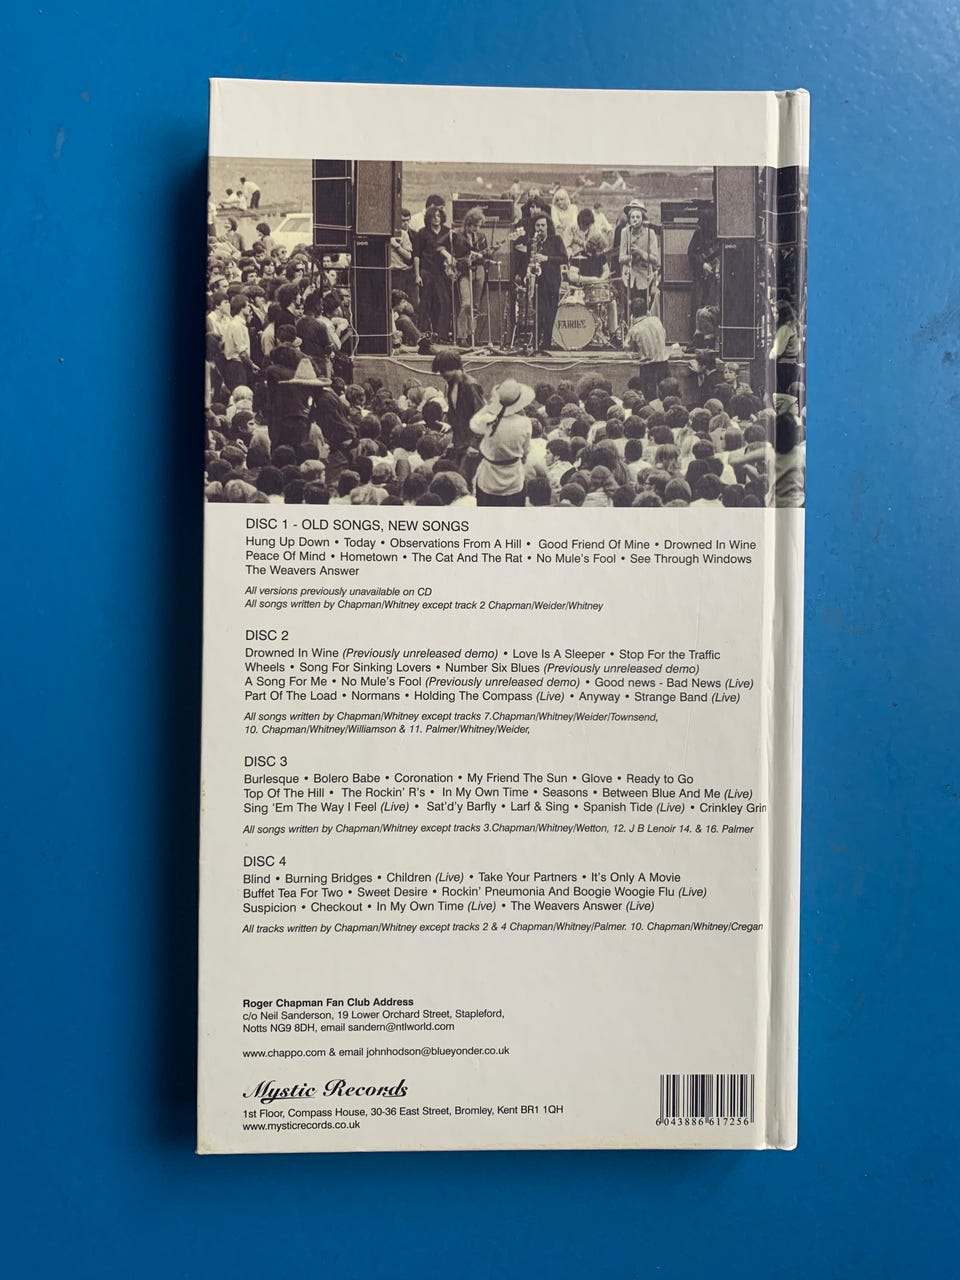 FAMILY
DISC 1 - OLD SONGS, NEW SONGS
Hung Up Down • Today • Observations From A Hill • Good Friend Of Mine • Drowned In Wine
Peace Of Mind • Hometown • The Cat And The Rat • No Mule's Fool • See Through Windows
The Weavers Answer
All versions previously unavailable on CD
All songs written by Chapman/Whitney except track 2 Chapman/Weider/Whitney
DISC 2
Drowned In Wine (Previously unreleased demo) • Love Is A Sleeper • Stop For the Traffic
Wheels • Song For Sinking Lovers • Number Six Blues (Previously unreleased demo)
A Song For Me • No Mule's Fool (Previously unreleased demo) • Good news - Bad News (Live)
Part Of The Load • Normans • Holding The Compass (Live) • Anyway • Strange Band (Live)
All songs written by Chapman/Whitney except tracks 7.Chapman/Whitney/Weider/Townsend,
10. Chapman/Whitney/Williamson & 11. Palmer/Whitney/Weider,
DISC 3
Burlesque • Bolero Babe • Coronation • My Friend The Sun • Glove • Ready to Go
Top Of The Hill • The Rockin' R's • In My Own Time • Seasons • Between Blue And Me (Live)
Sing 'Em The Way I Feel (Live) • Sat'd'y Barfly • Larf & Sing • Spanish Tide (Live) • Crinkley Grin
All songs written by Chapman/Whitney except tracks 3.Chapman/Whitney/Wetton, 12. J B Lenoir 14. & 16. Palmer
DISC 4
Blind • Burning Bridges • Children (Live) • Take Your Partners • It's Only A Movie
Buffet Tea For Two • Sweet Desire • Rockin' Pneumonia And Boogie Woogie Flu (Live)
Suspicion • Checkout • In My Own Time (Live) • The Weavers Answer (Live)
All tracks written by Chapman/Whitney except tracks 2 & 4 Chapman/Whitney/Palmer. 10. Chapman/Whitney/Cregan
Roger Chapman Fan Club Address
c/o Neil Sanderson, 19 Lower Orchard Street, Stapleford,
Notts NG9 8DH, email sandern@ntlworld.com
www.chappo.com & email johnhodson@blueyonder.co.uk
Mystic Records
1st Floor, Compass House, 30-36 East Street, Bromley, Kent BR1 1QH
www.mysticrecords.co.uk
6 043886 617256